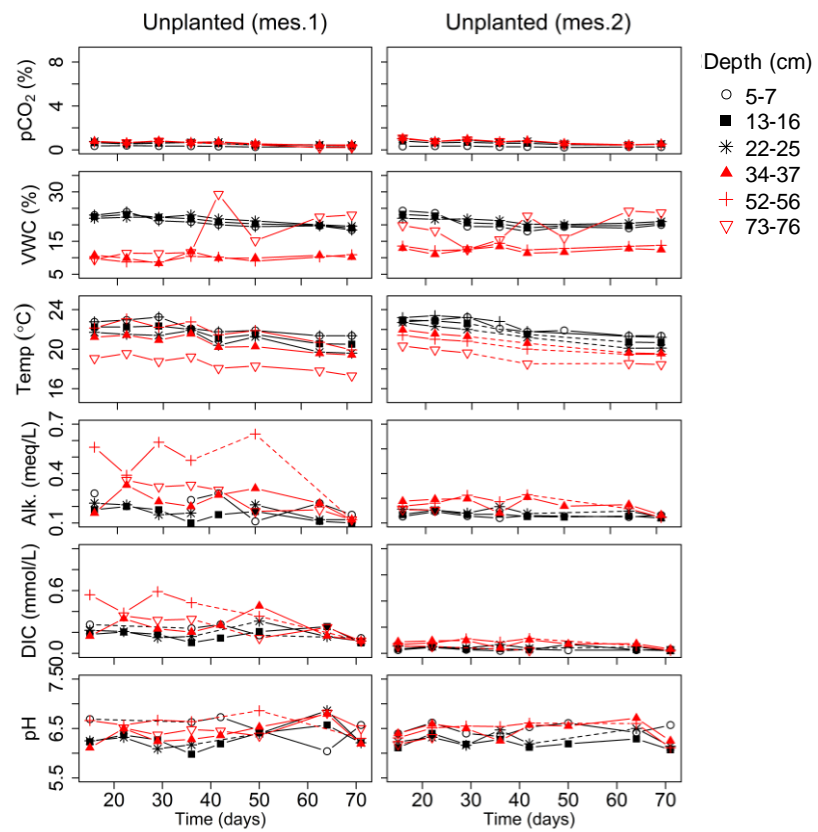 Unplanted (mes.1)
Unplanted (mes.2)
Depth (cm)
5-7
13-16
22-25
34-37
52-56
73-76
pCO₂ (%)
0 4 8
VWC (%)
5 15 30
Temp (°C)
16 20 24
Alk. (meq/L)
0.1 0.4 0.7
DIC (mmol/L)
0.0 0.6
pH
5.5 6.5 7.50
20 30 40 50 60 70
20 30 40 50 60 70
Time (days)
Time (days)